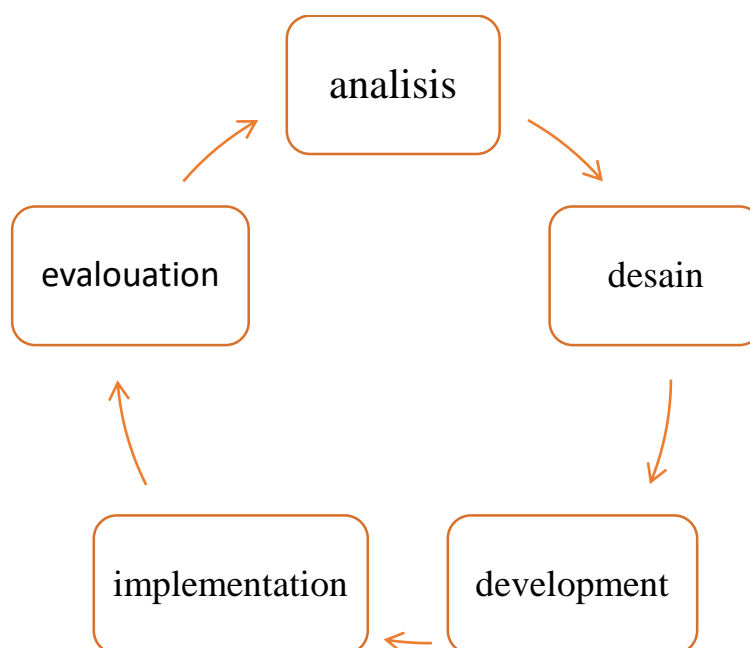 analisis
desain
development
implementation
evalouation